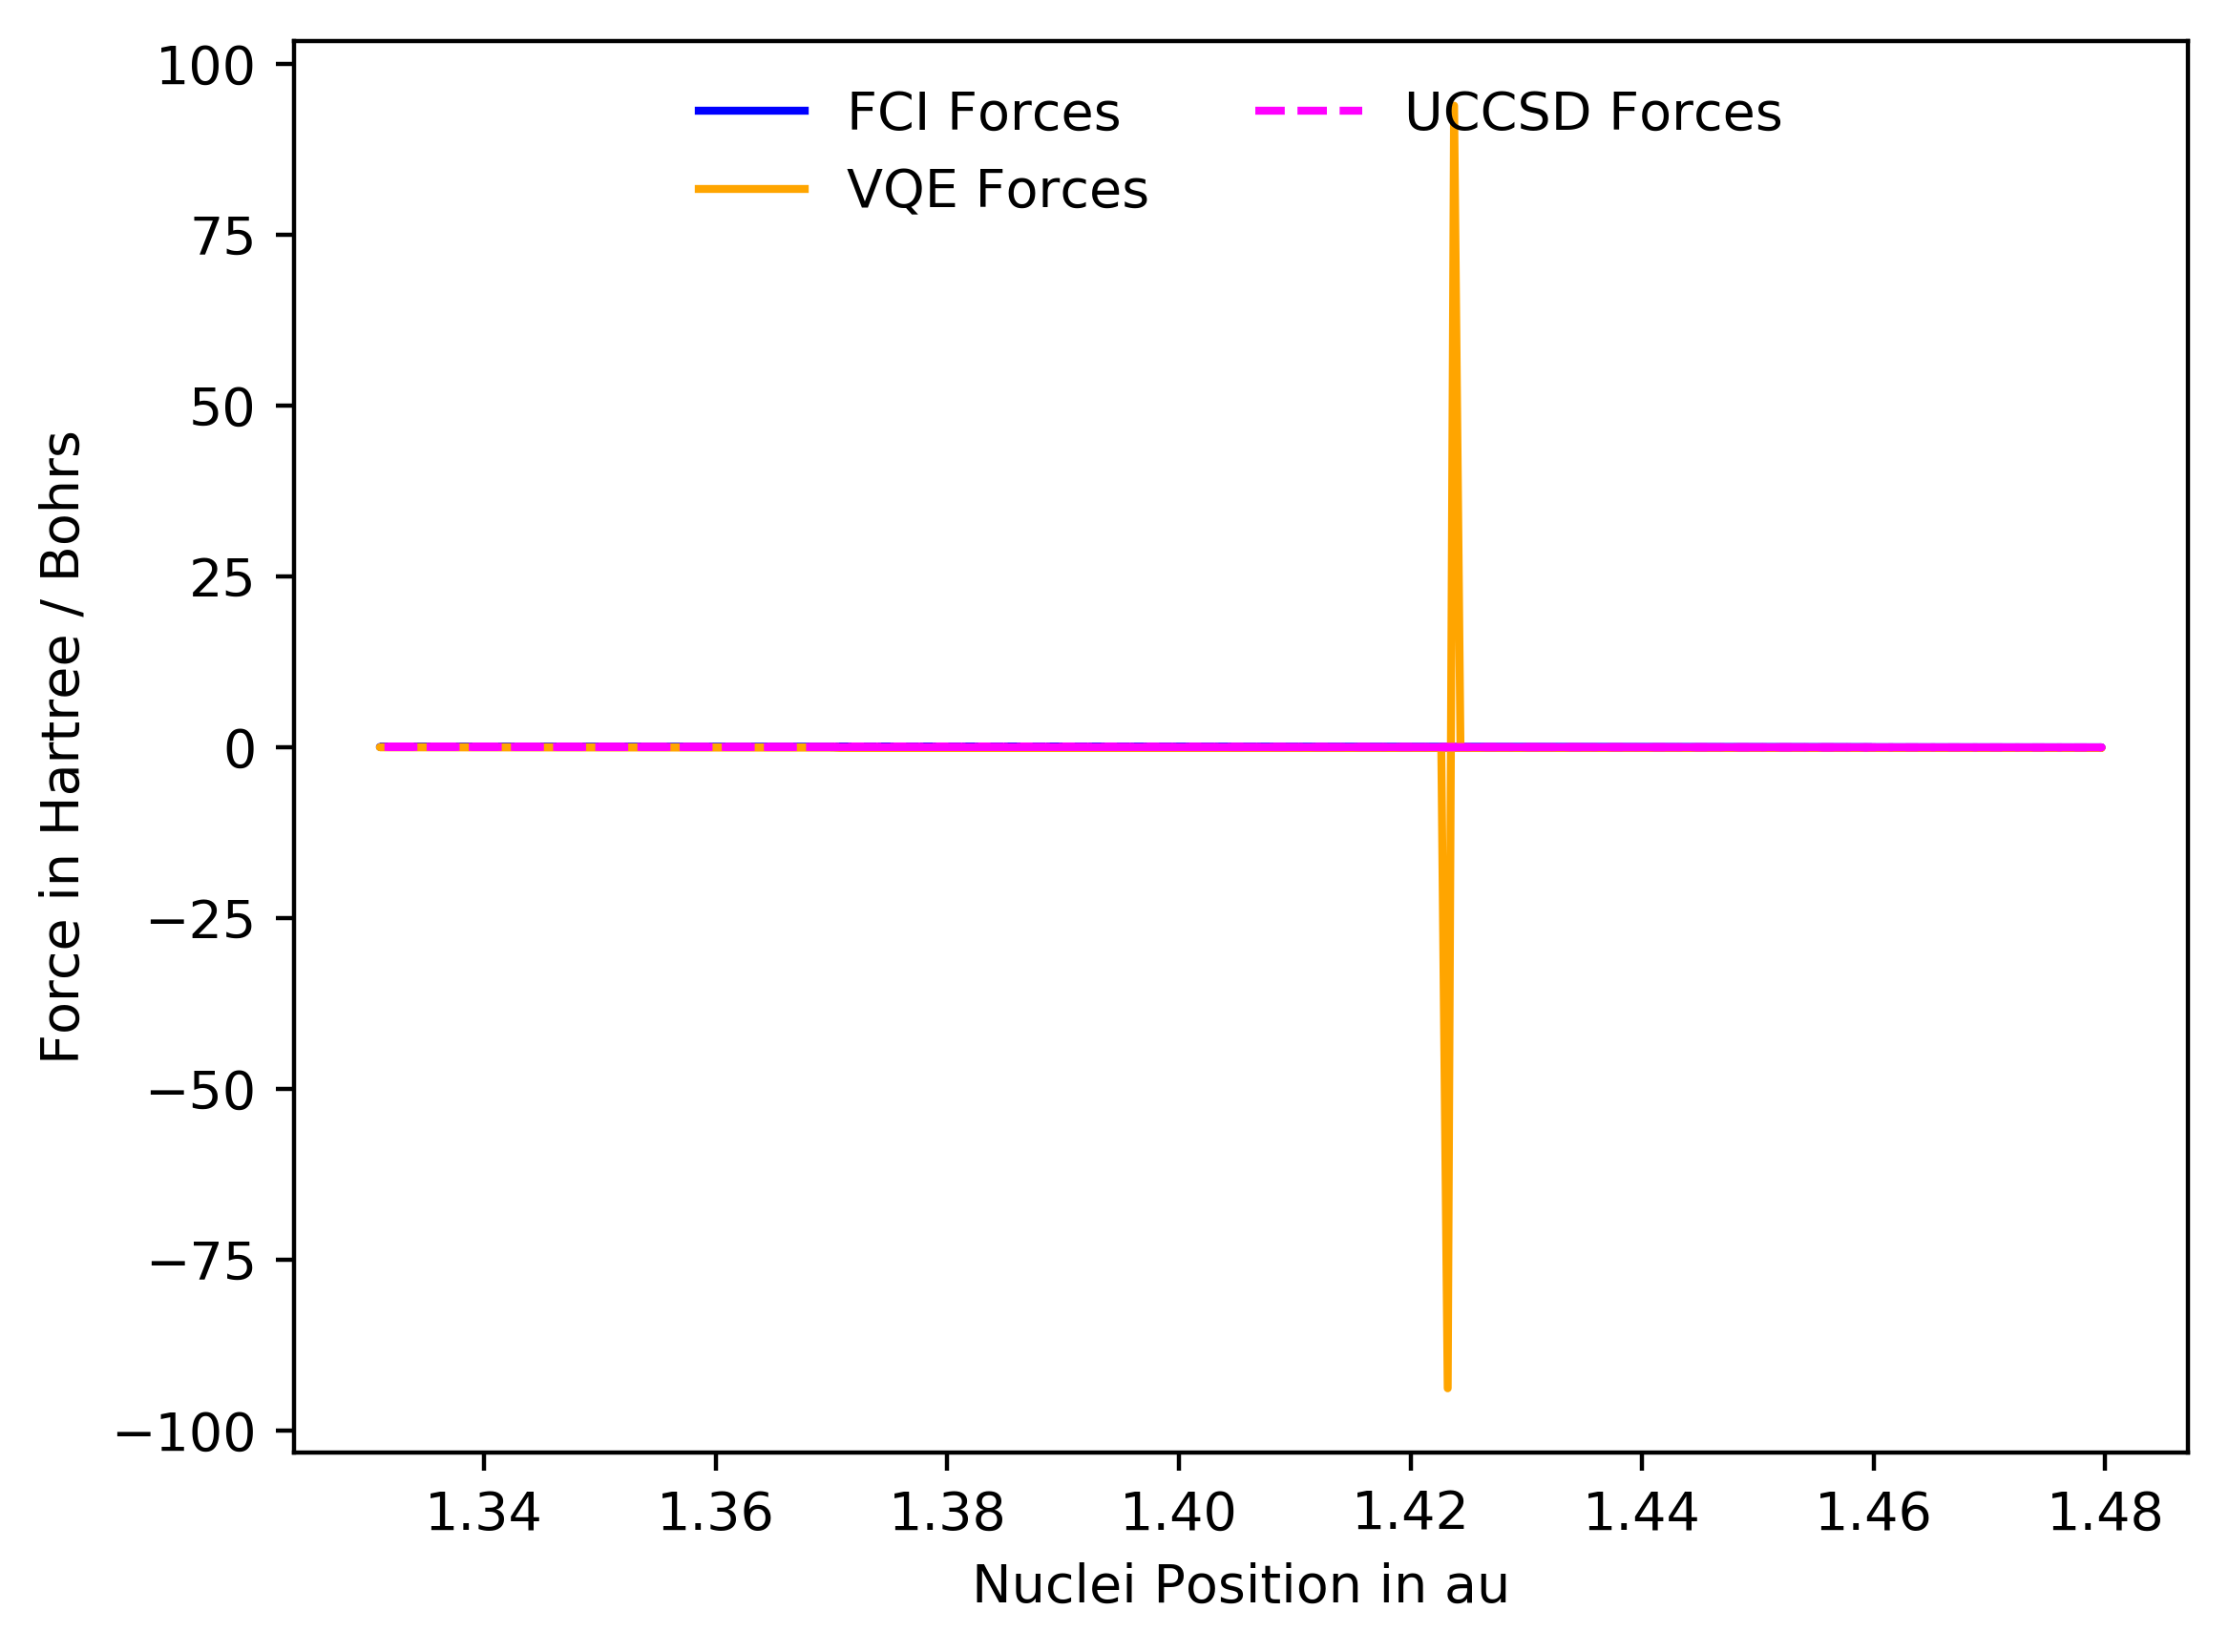 100
75
50
25
0
−25
−50
−75
−100
Force in Hartree / Bohrs
FCI Forces
VQE Forces
UCCSD Forces
1.34 1.36 1.38 1.40 1.42 1.44 1.46 1.48
Nuclei Position in au